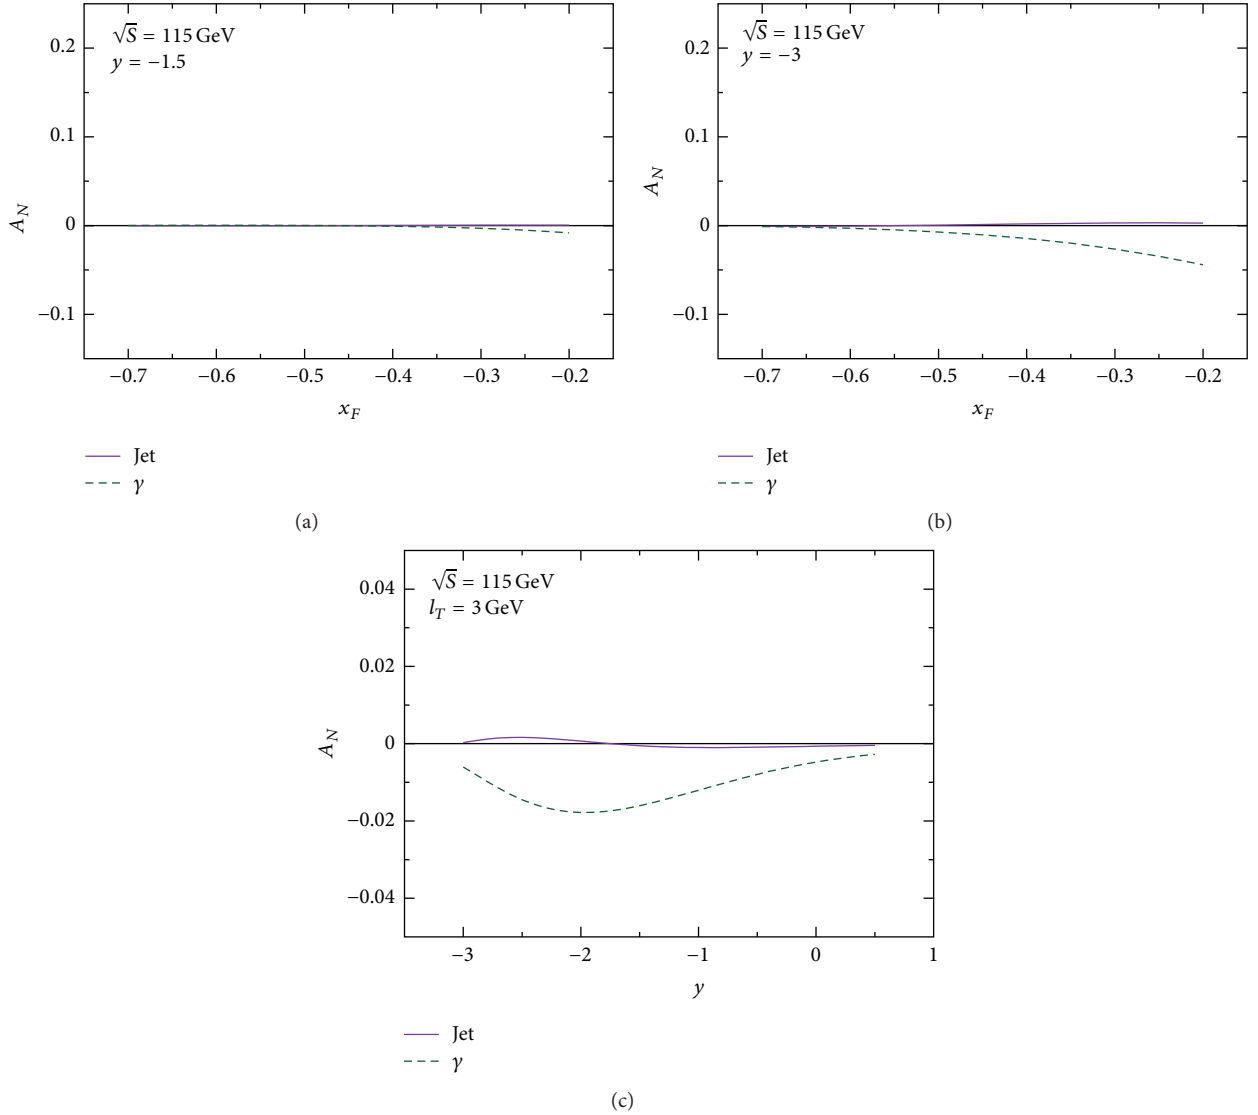 √S = 115 GeV
y = −1.5
0.2
0.1
0
−0.1
A_N
−0.7 −0.6 −0.5 −0.4 −0.3 −0.2
x_F
Jet
γ
(a)
√S = 115 GeV
y = −3
0.2
0.1
0
−0.1
A_N
−0.7 −0.6 −0.5 −0.4 −0.3 −0.2
x_F
Jet
γ
(b)
√S = 115 GeV
l_T = 3 GeV
0.04
0.02
0
−0.02
−0.04
A_N
−3 −2 −1 0 1
y
Jet
γ
(c)